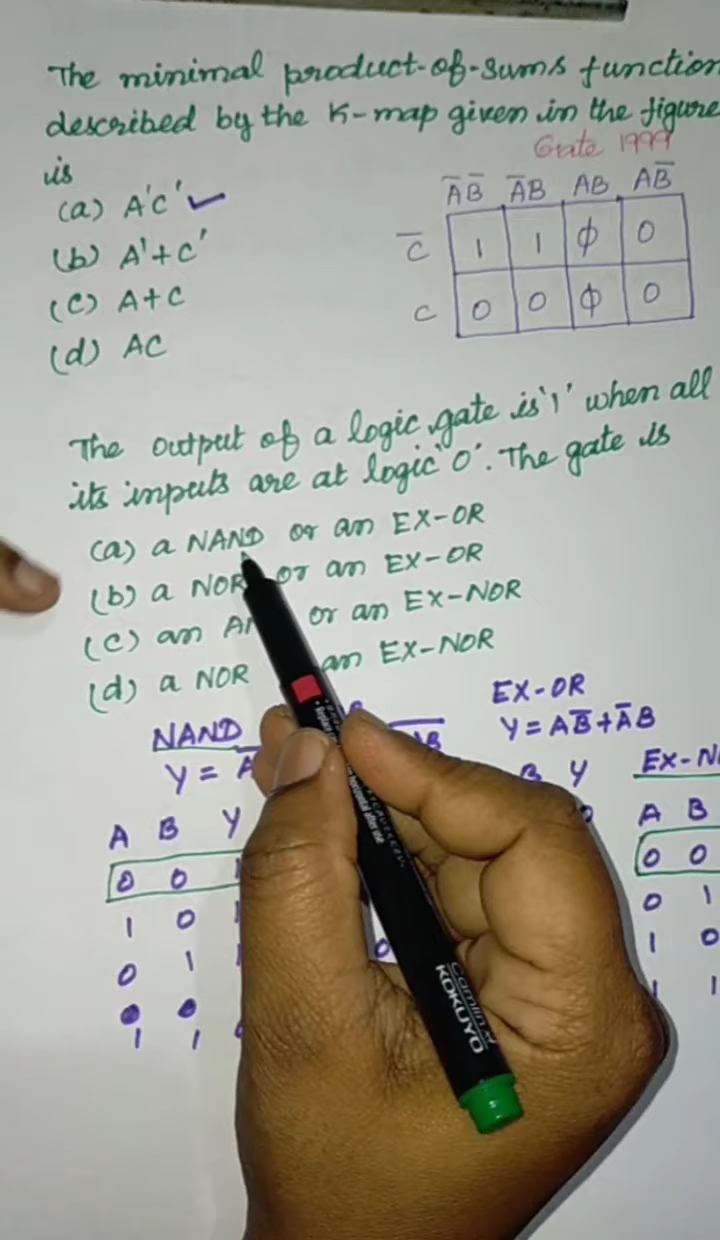 The minimal product-of-sums function
described by the K-map given in the figure
is
Gate 1999
(a) A'C' ✓
(b) A'+C'
(c) A+C
(d) AC
A̅B̅ A̅B AB AB̅
C̅ 1 1 ϕ 0
C 0 0 ϕ 0
The output of a logic gate is '1' when all
its inputs are at logic '0'. The gate is
(a) a NAND or an EX-OR
(b) a NOR or an EX-OR
(c) an or an EX-NOR
(d) a NOR an EX-NOR
NAND
Y =
A B Y
0 0
1 0
0 1
1 1
EX-OR
Y = AB̅ + A̅B
B Y
A B
0 0
0 1
1 0
1 1
Camlin
KOKUYO